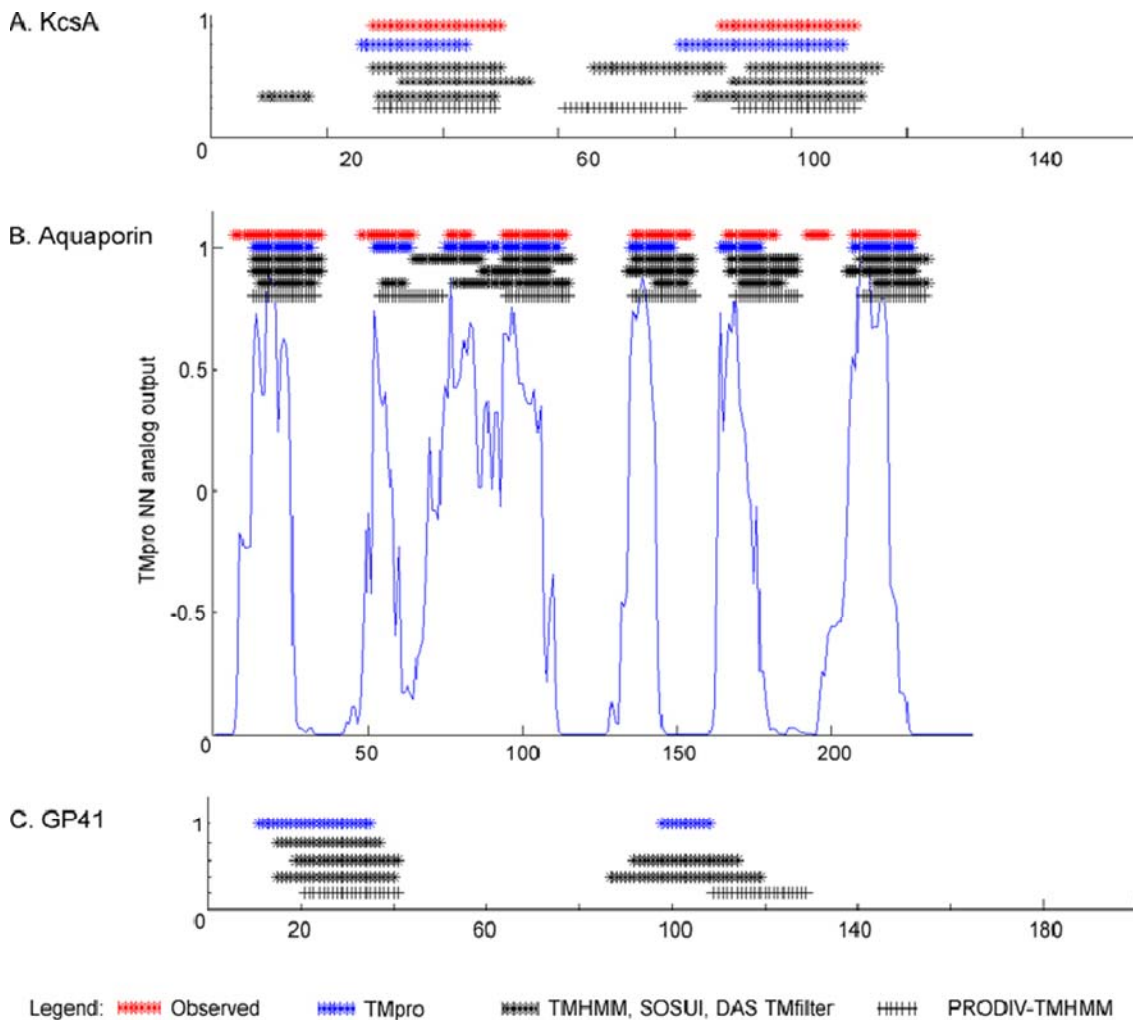 A. KcsA
1
0
20 60 100 140
B. Aquaporin
1
0.5
0
-0.5
TMpro NN analog output
0
50 100 150 200
C. GP41
1
0
20 60 100 140 180
Legend: Observed TMpro TMHMM, SOSUI, DAS TMfilter PRODIV-TMHMM